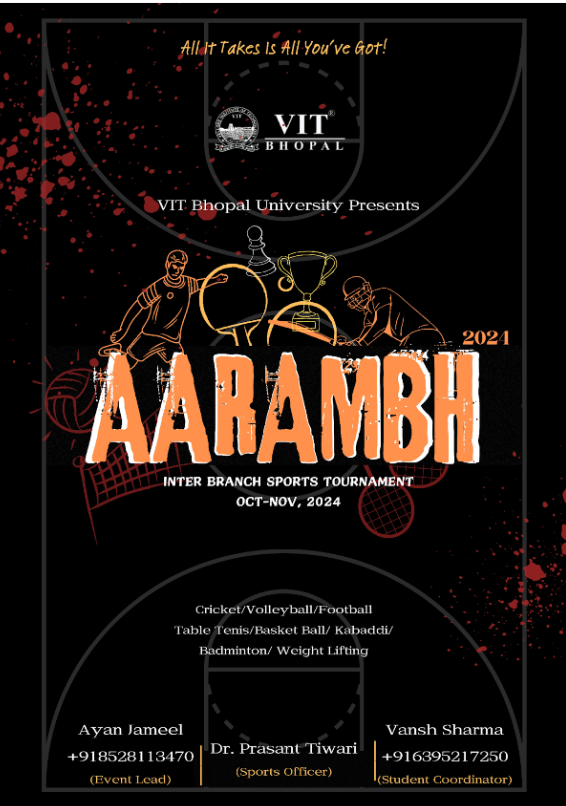 All It Takes Is All You've Got!
VIT®
BHOPAL
VIT Bhopal University Presents
2024
AARAMBH
INTER BRANCH SPORTS TOURNAMENT
OCT-NOV, 2024
Cricket/Volleyball/Football
Table Tenis/Basket Ball/ Kabaddi/
Badminton/ Weight Lifting
Ayan Jameel
+918528113470
(Event Lead)
Dr. Prasant Tiwari
(Sports Officer)
Vansh Sharma
+916395217250
(Student Coordinator)